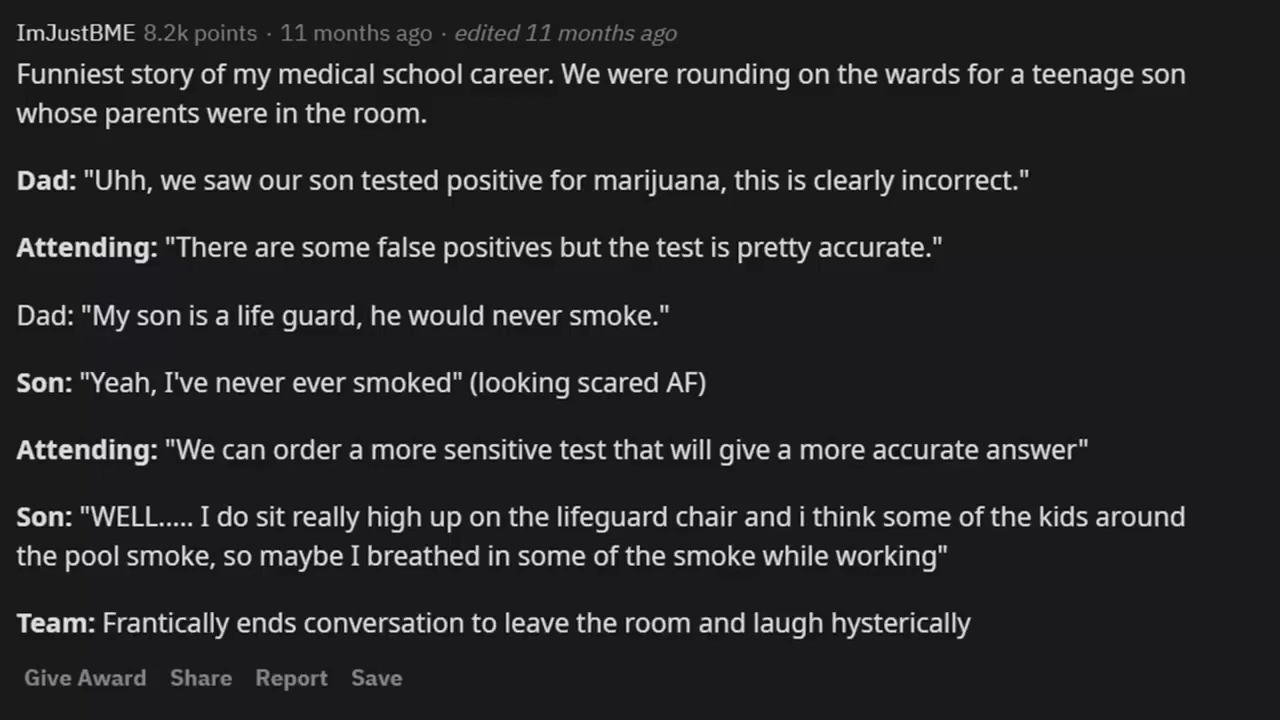 ImJustBME 8.2k points · 11 months ago · edited 11 months ago
Funniest story of my medical school career. We were rounding on the wards for a teenage son
whose parents were in the room.
Dad: "Uhh, we saw our son tested positive for marijuana, this is clearly incorrect."
Attending: "There are some false positives but the test is pretty accurate."
Dad: "My son is a life guard, he would never smoke."
Son: "Yeah, I've never ever smoked" (looking scared AF)
Attending: "We can order a more sensitive test that will give a more accurate answer"
Son: "WELL..... I do sit really high up on the lifeguard chair and i think some of the kids around
the pool smoke, so maybe I breathed in some of the smoke while working"
Team: Frantically ends conversation to leave the room and laugh hysterically
Give Award Share Report Save